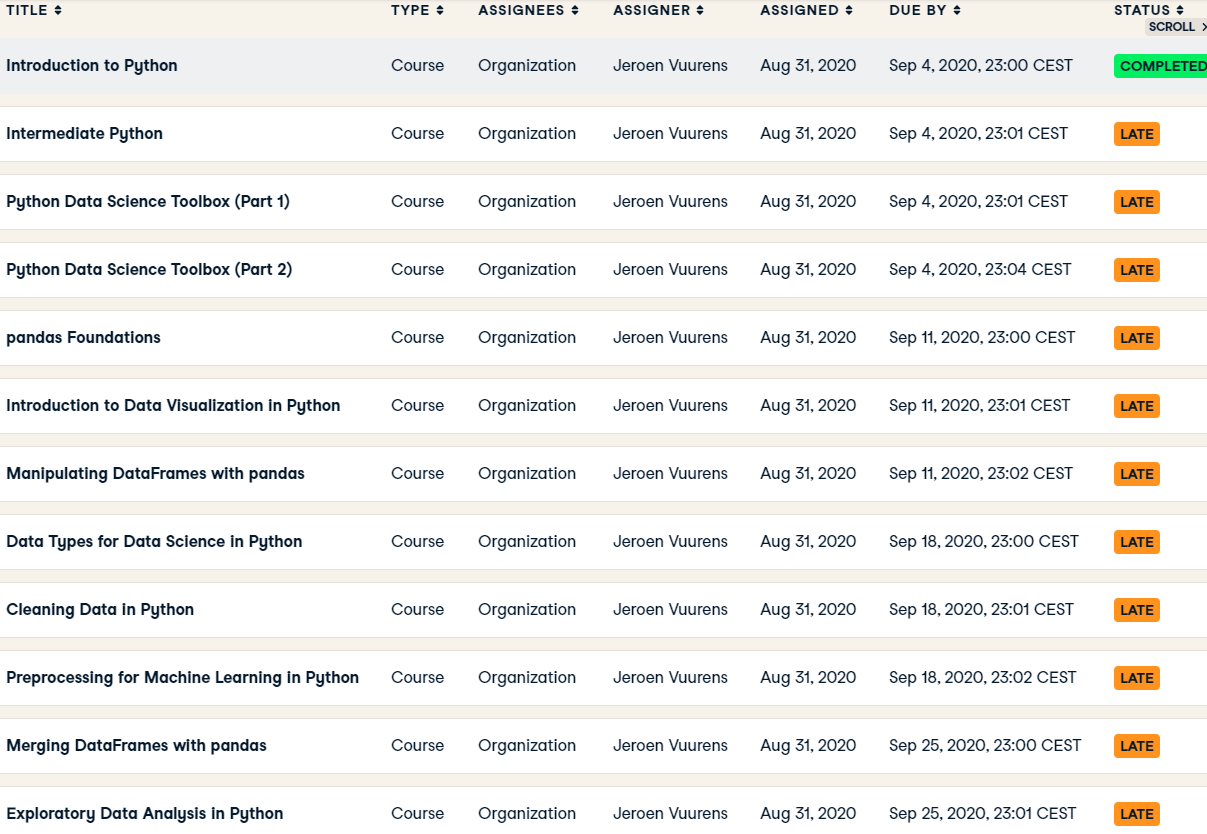 TITLE TYPE ASSIGNEES ASSIGNER ASSIGNED DUE BY STATUS
SCROLL
Introduction to Python Course Organization Jeroen Vuurens Aug 31, 2020 Sep 4, 2020, 23:00 CEST COMPLETED
Intermediate Python Course Organization Jeroen Vuurens Aug 31, 2020 Sep 4, 2020, 23:01 CEST LATE
Python Data Science Toolbox (Part 1) Course Organization Jeroen Vuurens Aug 31, 2020 Sep 4, 2020, 23:01 CEST LATE
Python Data Science Toolbox (Part 2) Course Organization Jeroen Vuurens Aug 31, 2020 Sep 4, 2020, 23:04 CEST LATE
pandas Foundations Course Organization Jeroen Vuurens Aug 31, 2020 Sep 11, 2020, 23:00 CEST LATE
Introduction to Data Visualization in Python Course Organization Jeroen Vuurens Aug 31, 2020 Sep 11, 2020, 23:01 CEST LATE
Manipulating DataFrames with pandas Course Organization Jeroen Vuurens Aug 31, 2020 Sep 11, 2020, 23:02 CEST LATE
Data Types for Data Science in Python Course Organization Jeroen Vuurens Aug 31, 2020 Sep 18, 2020, 23:00 CEST LATE
Cleaning Data in Python Course Organization Jeroen Vuurens Aug 31, 2020 Sep 18, 2020, 23:01 CEST LATE
Preprocessing for Machine Learning in Python Course Organization Jeroen Vuurens Aug 31, 2020 Sep 18, 2020, 23:02 CEST LATE
Merging DataFrames with pandas Course Organization Jeroen Vuurens Aug 31, 2020 Sep 25, 2020, 23:00 CEST LATE
Exploratory Data Analysis in Python Course Organization Jeroen Vuurens Aug 31, 2020 Sep 25, 2020, 23:01 CEST LATE